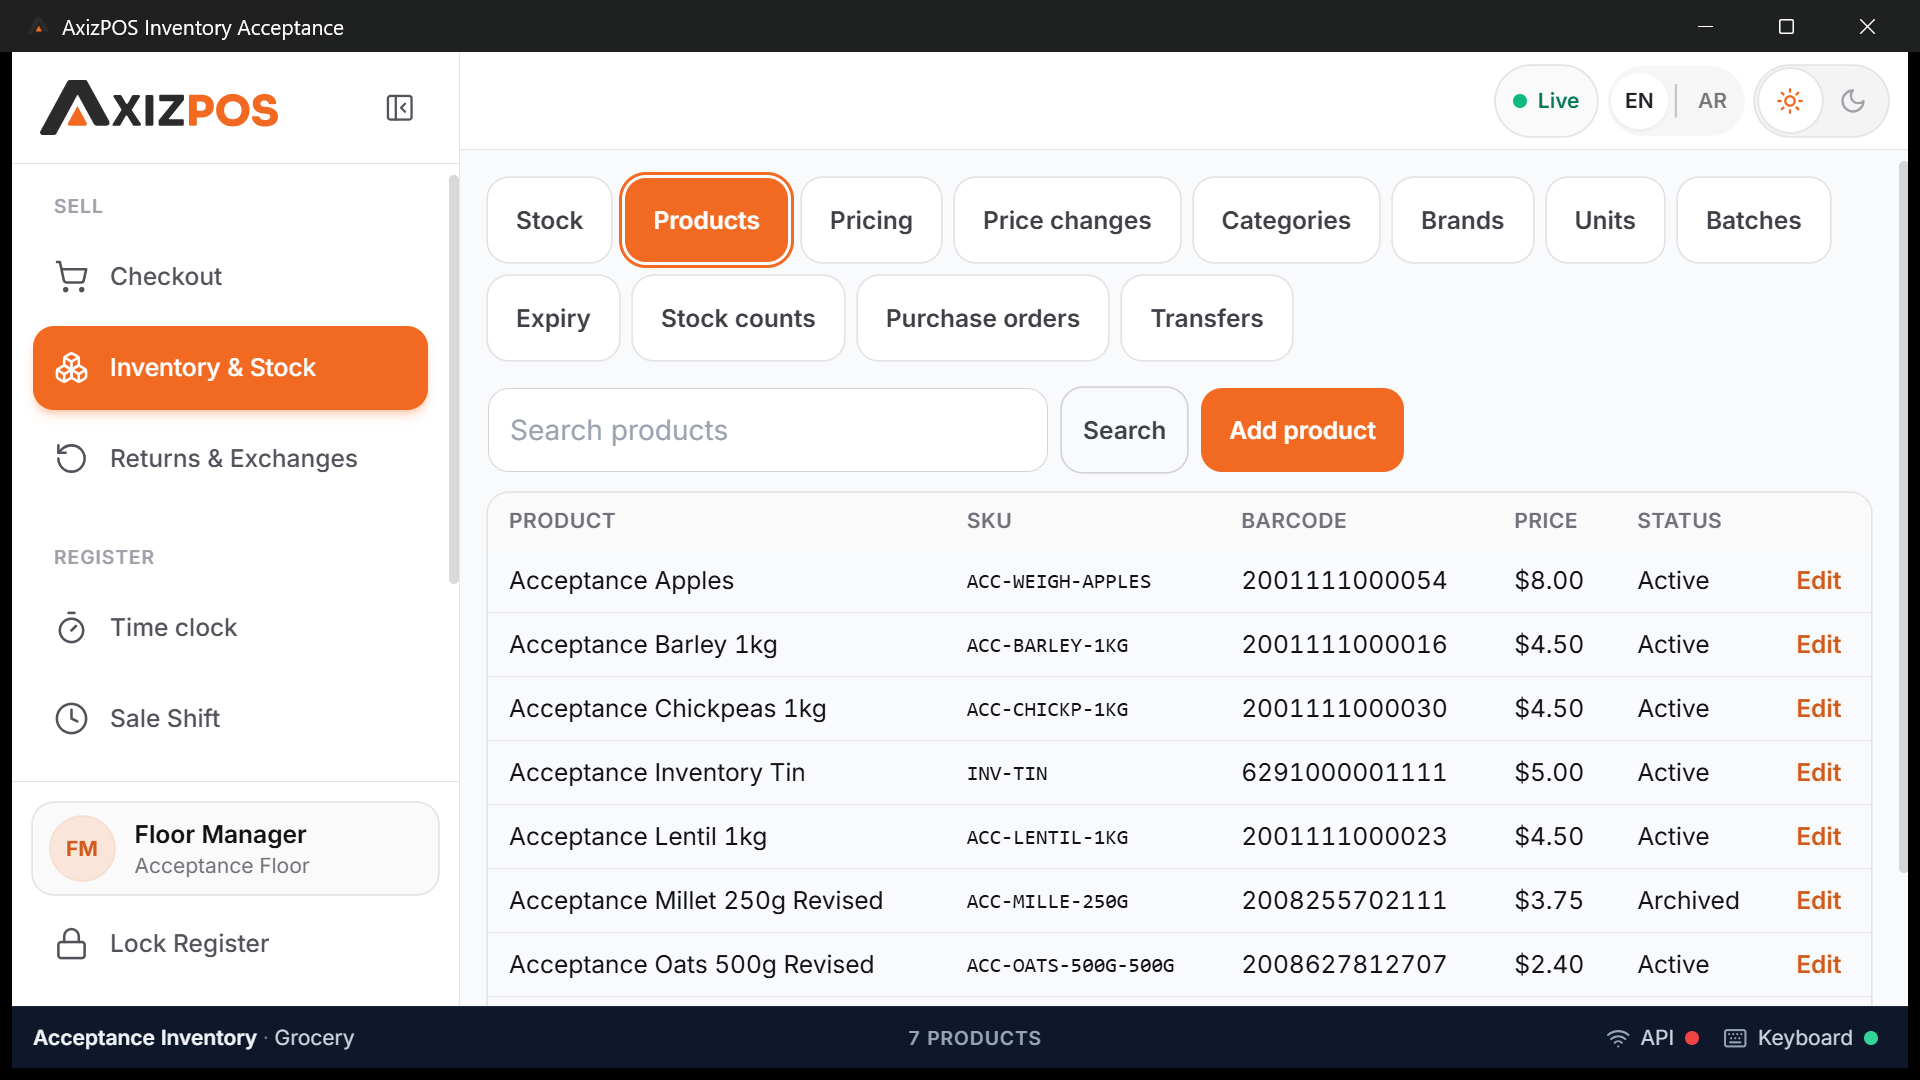 AxizPOS Inventory Acceptance
AXIZPOS
Live
EN
AR
SELL
Checkout
Inventory & Stock
Returns & Exchanges
REGISTER
Time clock
Sale Shift
Floor Manager
FM
Acceptance Floor
Lock Register
Stock
Products
Pricing
Price changes
Categories
Brands
Units
Batches
Expiry
Stock counts
Purchase orders
Transfers
Search products
Search
Add product
PRODUCT SKU BARCODE PRICE STATUS
Acceptance Apples ACC-WEIGH-APPLES 2001111000054 $8.00 Active Edit
Acceptance Barley 1kg ACC-BARLEY-1KG 2001111000016 $4.50 Active Edit
Acceptance Chickpeas 1kg ACC-CHICKP-1KG 2001111000030 $4.50 Active Edit
Acceptance Inventory Tin INV-TIN 6291000001111 $5.00 Active Edit
Acceptance Lentil 1kg ACC-LENTIL-1KG 2001111000023 $4.50 Active Edit
Acceptance Millet 250g Revised ACC-MILLE-250G 2008255702111 $3.75 Archived Edit
Acceptance Oats 500g Revised ACC-OATS-500G-500G 2008627812707 $2.40 Active Edit
Acceptance Inventory · Grocery
7 PRODUCTS
API
Keyboard